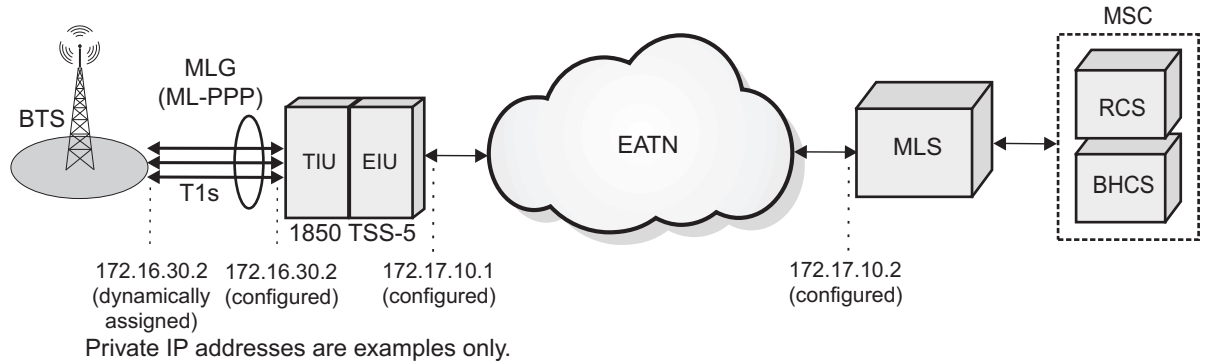 MSC
MLG
(ML-PPP)
BTS
RCS
TIU
EIU
EATN
MLS
BHCS
T1s
1850 TSS-5
172.16.30.2
(dynamically
assigned)
172.16.30.2
(configured)
172.17.10.1
(configured)
172.17.10.2
(configured)
Private IP addresses are examples only.